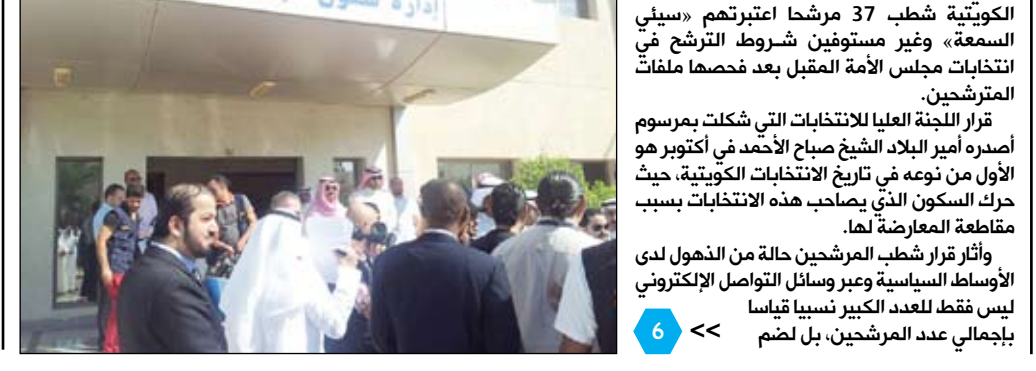 إدارة شئون
الكويتية شطب 37 مرشحا اعتبرتهم «سيئي
السمعة» وغير مستوفين شـروط الترشح في
انتخابات مجلس الأمة المقبل بعد فحصها ملفات
المترشحين.
قرار اللجنة العليا للانتخابات التي شكلت بمرسوم
أصدره أمير البلاد الشيخ صباح الأحمد في أكتوبر هو
الأول من نوعه في تاريخ الانتخابات الكويتية، حيث
حرك السكون الذي يصاحب هذه الانتخابات بسبب
مقاطعة المعارضة لها.
وأثار قرار شطب المرشحين حالة من الذهول لدى
الأوساط السياسية وعبر وسائل التواصل الإلكتروني
ليس فقط للعدد الكبير نسبيا قياسا
بإجمالي عدد المرشحين، بل لضم >> 6